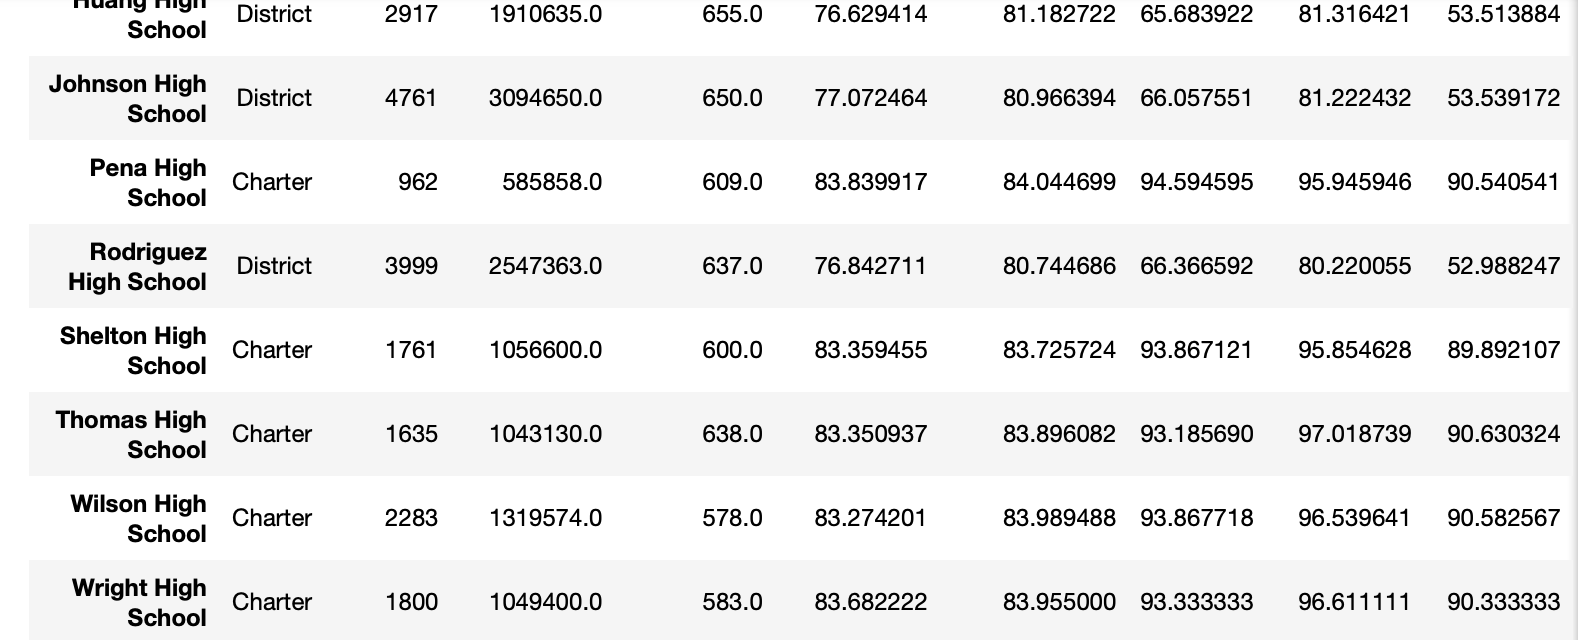 Huang High School District 2917 1910635.0 655.0 76.629414 81.182722 65.683922 81.316421 53.513884
Johnson High School District 4761 3094650.0 650.0 77.072464 80.966394 66.057551 81.222432 53.539172
Pena High School Charter 962 585858.0 609.0 83.839917 84.044699 94.594595 95.945946 90.540541
Rodriguez High School District 3999 2547363.0 637.0 76.842711 80.744686 66.366592 80.220055 52.988247
Shelton High School Charter 1761 1056600.0 600.0 83.359455 83.725724 93.867121 95.854628 89.892107
Thomas High School Charter 1635 1043130.0 638.0 83.350937 83.896082 93.185690 97.018739 90.630324
Wilson High School Charter 2283 1319574.0 578.0 83.274201 83.989488 93.867718 96.539641 90.582567
Wright High School Charter 1800 1049400.0 583.0 83.682222 83.955000 93.333333 96.611111 90.333333